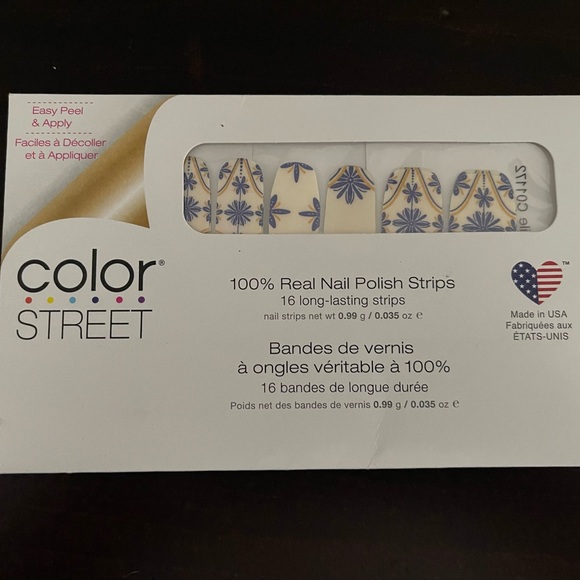 Easy Peel
& Apply
Faciles à Décoller
et à Appliquer
color®
STREET
100% Real Nail Polish Strips
16 long-lasting strips
nail strips net wt 0.99 g / 0.035 oz ℮
Bandes de vernis
à ongles véritable à 100%
16 bandes de longue durée
Poids net des bandes de vernis 0.99 g / 0.035 oz ℮
TM
Made in USA
Fabriquées aux
ÉTATS-UNIS